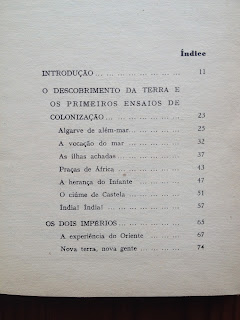 Índice
INTRODUÇÃO ... ... ... ... ... ... ... 11
O DESCOBRIMENTO DA TERRA E
OS PRIMEIROS ENSAIOS DE
COLONIZAÇÃO ... ... ... ... ... ... 23
Algarve de além-mar ... ... ... ... 25
A vocação do mar ... ... ... ... ... 32
As ilhas achadas ... ... ... ... ... 37
Praças de África ... ... ... ... ... 43
A herança do Infante ... ... ... ... 47
O ciúme de Castela ... ... ... ... 51
India! India! ... ... ... ... ... ... 57
OS DOIS IMPÉRIOS ... ... ... ... ... 65
A experiência do Oriente ... ... ... 67
Nova terra, nova gente ... ... ... 74